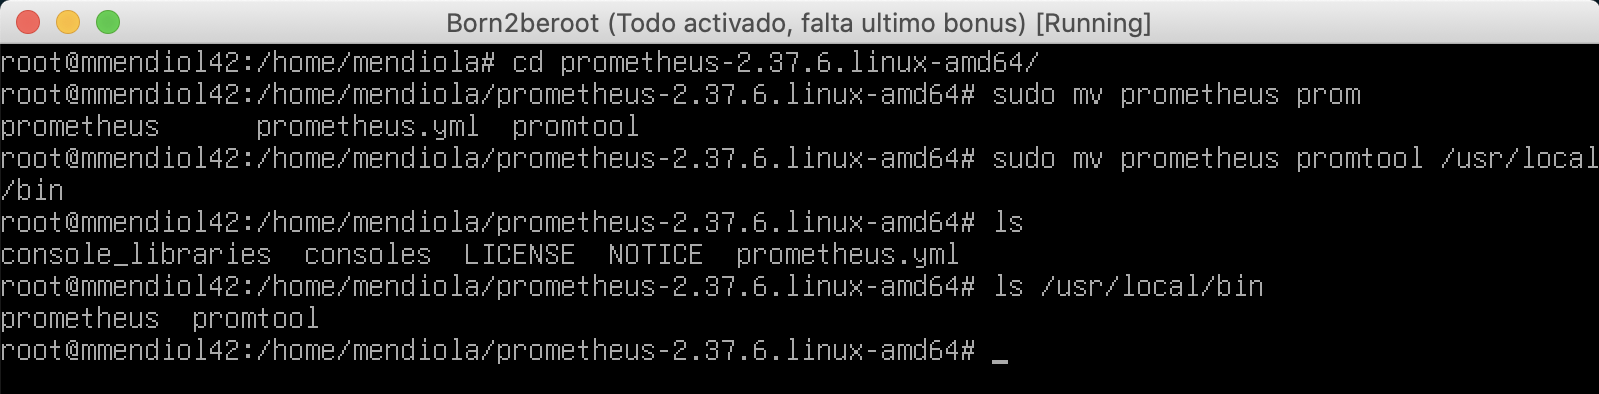 Born2beroot (Todo activado, falta ultimo bonus) [Running]
root@mmendiol42:/home/mendiola# cd prometheus-2.37.6.linux-amd64/
root@mmendiol42:/home/mendiola/prometheus-2.37.6.linux-amd64# sudo mv prometheus prom
prometheus      prometheus.yml  promtool
root@mmendiol42:/home/mendiola/prometheus-2.37.6.linux-amd64# sudo mv prometheus promtool /usr/local
/bin
root@mmendiol42:/home/mendiola/prometheus-2.37.6.linux-amd64# ls
console_libraries  consoles  LICENSE  NOTICE  prometheus.yml
root@mmendiol42:/home/mendiola/prometheus-2.37.6.linux-amd64# ls /usr/local/bin
prometheus  promtool
root@mmendiol42:/home/mendiola/prometheus-2.37.6.linux-amd64# _